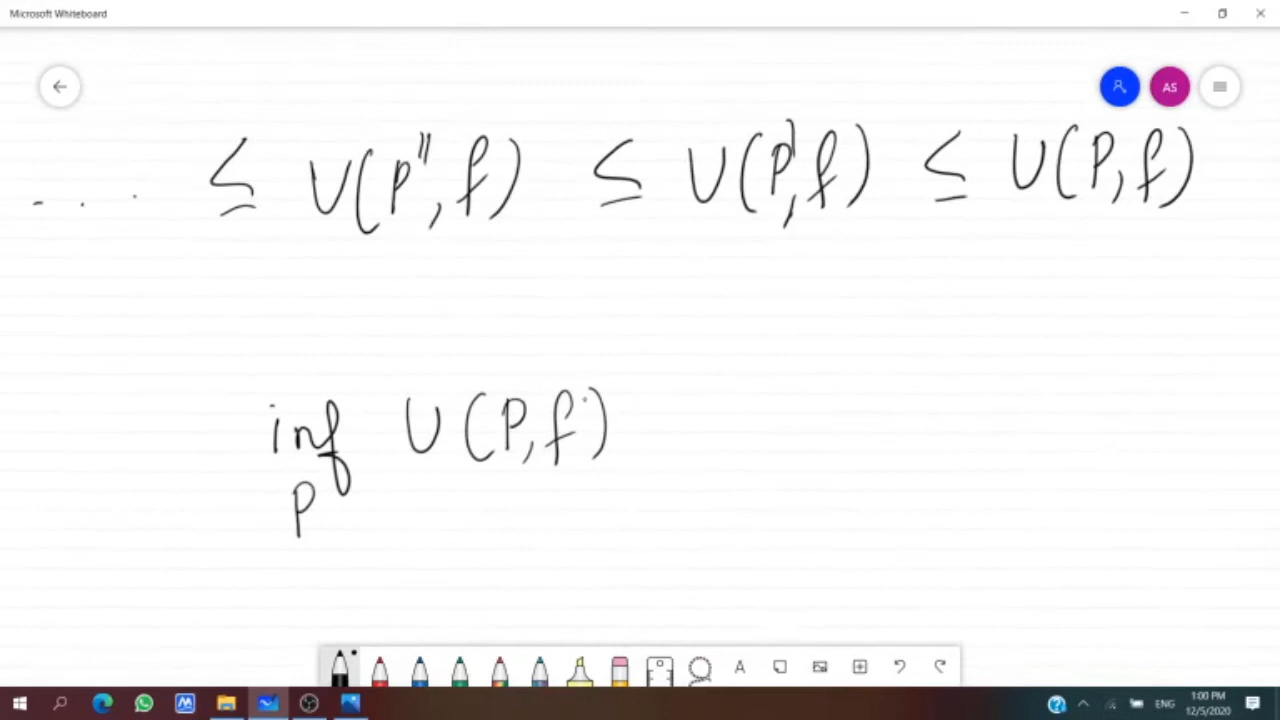 Microsoft Whiteboard
AS
... ≤ U(P'', f) ≤ U(P', f) ≤ U(P, f)
inf U(P, f)
P
A
ENG
1:00 PM
12/5/2020